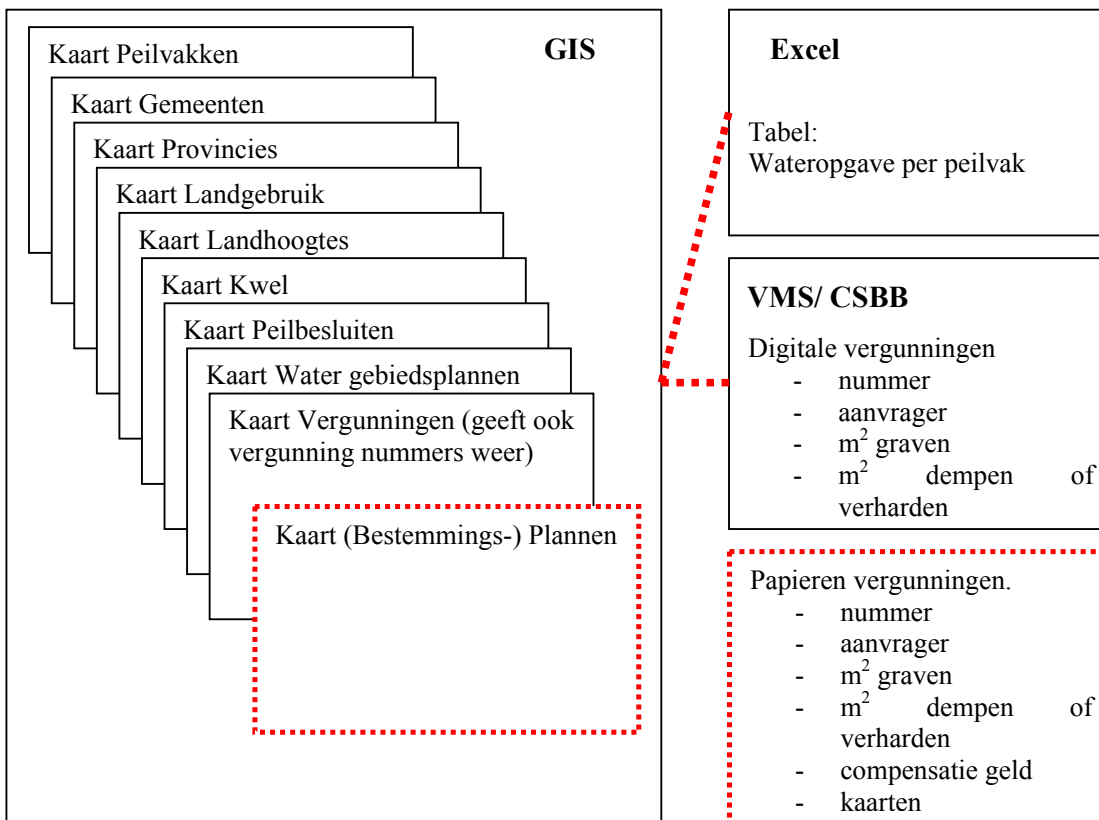 GIS
Kaart Peilvakken
Kaart Gemeenten
Kaart Provincies
Kaart Landgebruik
Kaart Landhoogtes
Kaart Kwel
Kaart Peilbesluiten
Kaart Water gebiedsplannen
Kaart Vergunningen (geeft ook
vergunning nummers weer)
Kaart (Bestemmings-) Plannen
Excel
Tabel:
Wateropgave per peilvak
VMS/ CSBB
Digitale vergunningen
- nummer
- aanvrager
- m² graven
- m² dempen of
verharden
Papieren vergunningen.
- nummer
- aanvrager
- m² graven
- m² dempen of
verharden
- compensatie geld
- kaarten